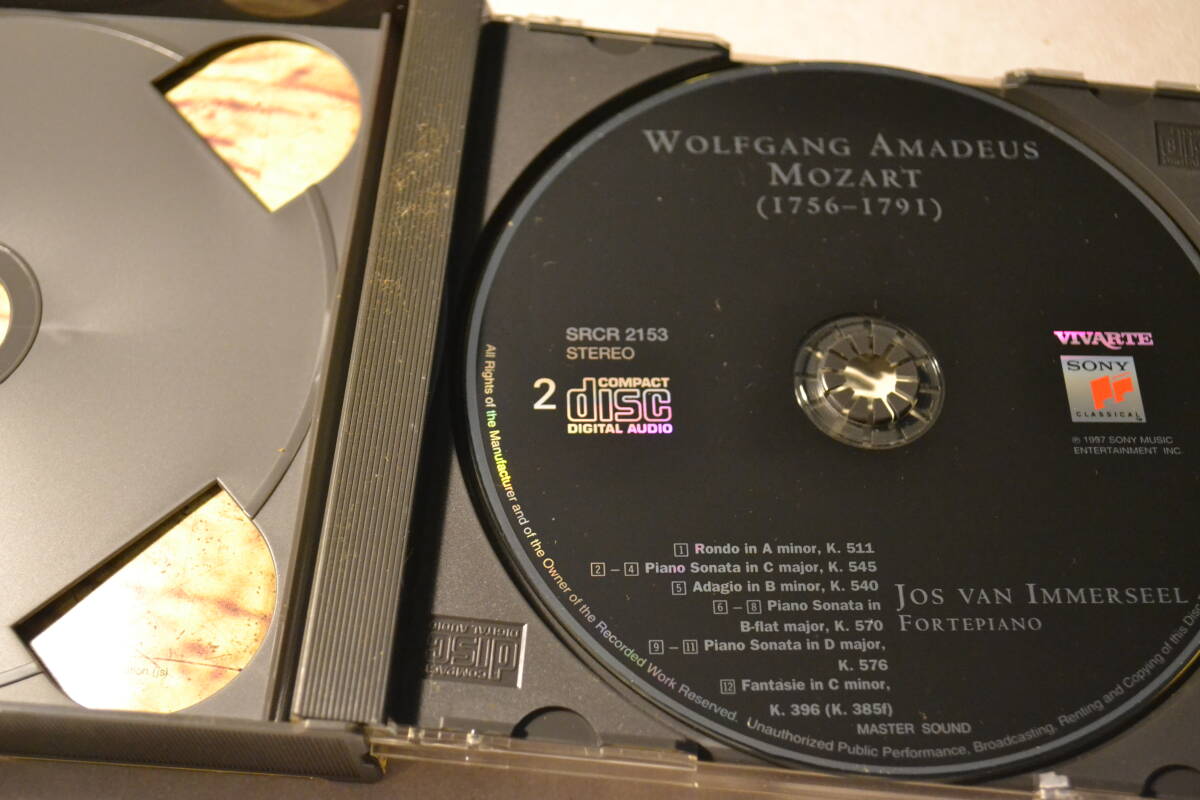 WOLFGANG AMADEUS
MOZART
(1756–1791)
SRCR 2153
STEREO
2
COMPACT
disc
DIGITAL AUDIO
VIVARTE
SONY
CLASSICAL
℗ 1997 SONY MUSIC
ENTERTAINMENT INC.
1 Rondo in A minor, K. 511
2 – 4 Piano Sonata in C major, K. 545
5 Adagio in B minor, K. 540
6 – 8 Piano Sonata in
B-flat major, K. 570
9 – 11 Piano Sonata in D major,
K. 576
12 Fantasie in C minor,
K. 396 (K. 385f)
JOS VAN IMMERSEEL,
FORTEPIANO
MASTER SOUND
All Rights of the Manufacturer and of the Owner of the Recorded Work Reserved. Unauthorized Public Performance, Broadcasting, Renting and Copying of this
COMPACT
disc
DIGITAL AUDIO